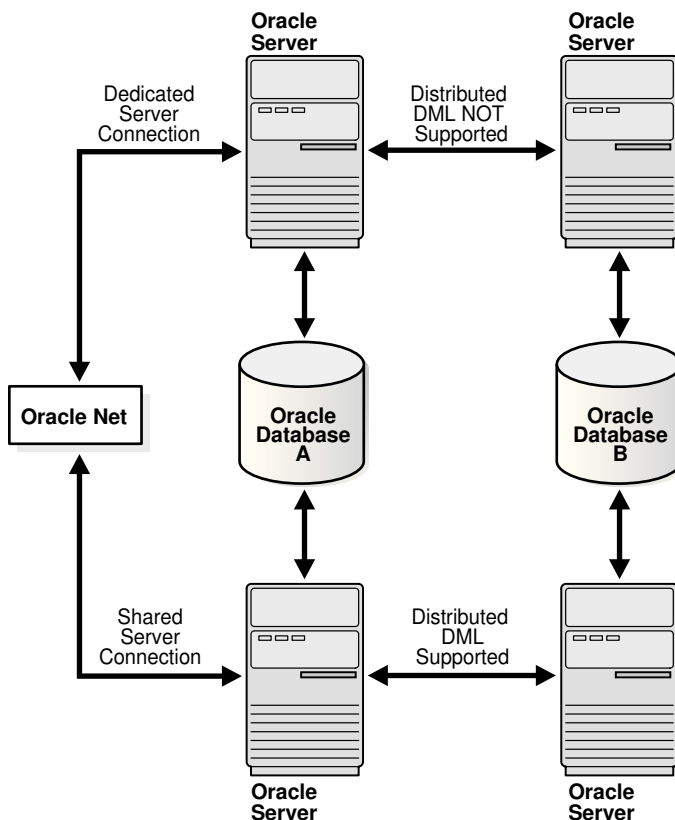 Oracle
Server
Oracle
Server
Dedicated
Server
Connection
Distributed
DML NOT
Supported
Oracle Net
Oracle
Database
A
Oracle
Database
B
Shared
Server
Connection
Distributed
DML
Supported
Oracle
Server
Oracle
Server